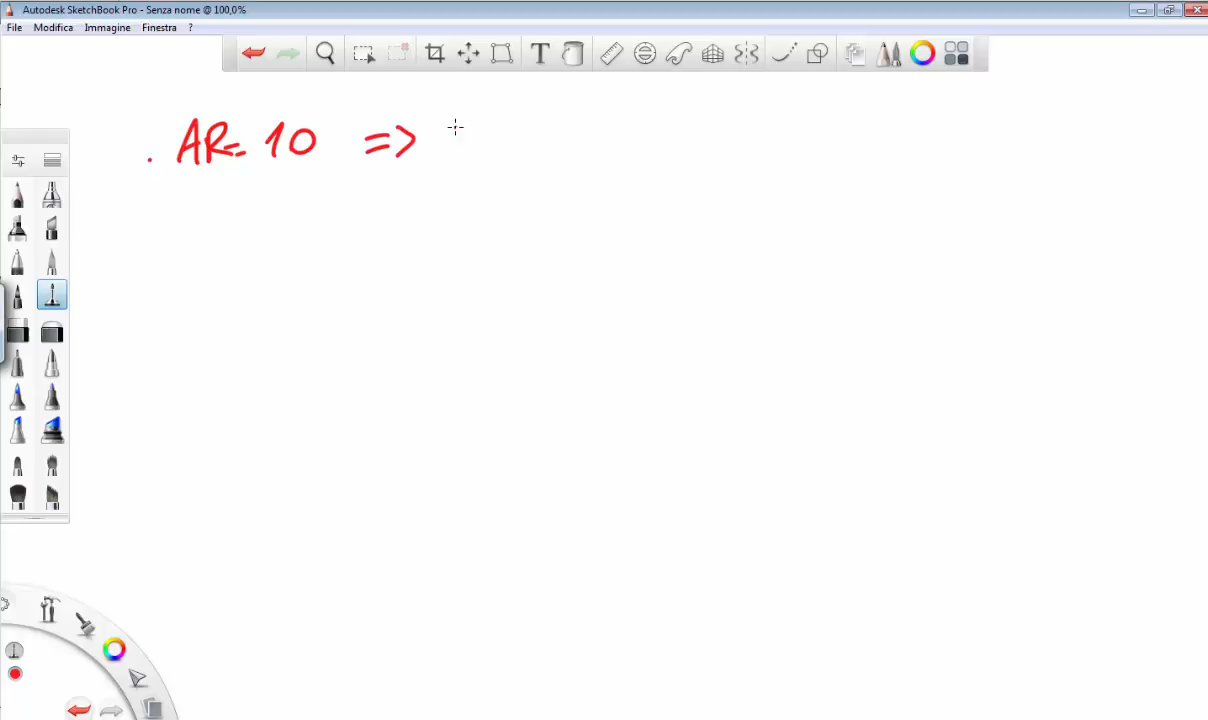 Autodesk SketchBook Pro - Senza nome @ 100,0%
File Modifica Immagine Finestra ?
T
. AR= 10 =>